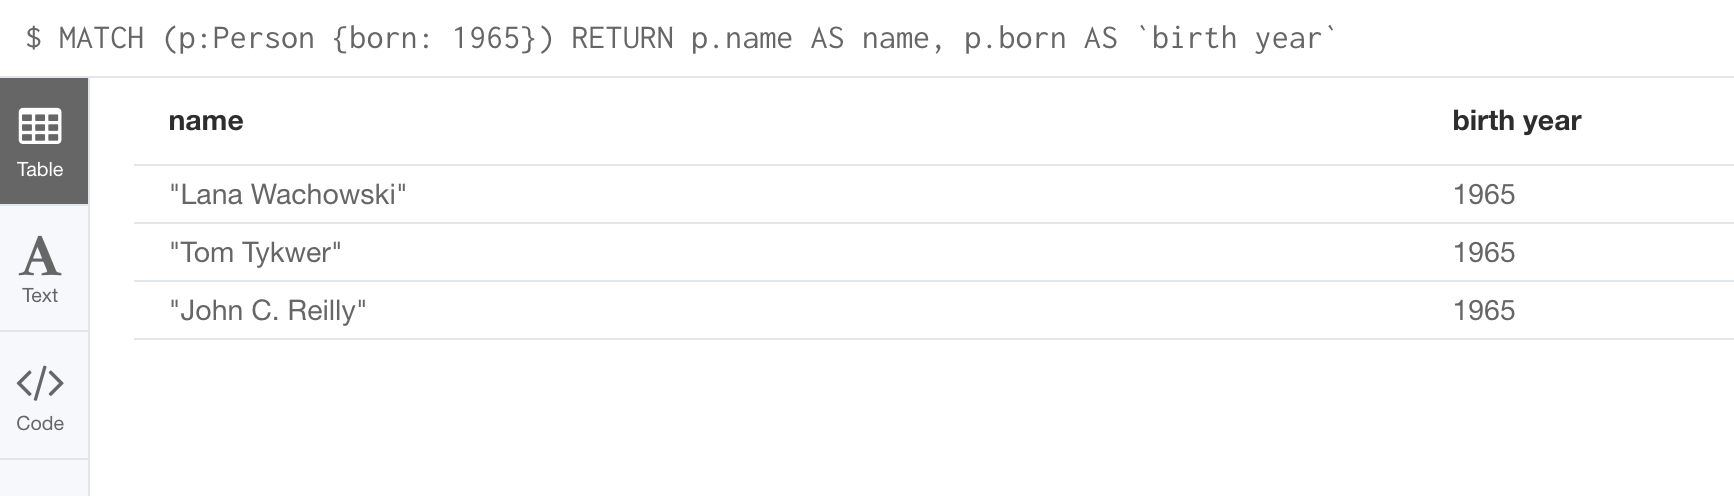 $ MATCH (p:Person {born: 1965}) RETURN p.name AS name, p.born AS `birth year`
name birth year
Table
"Lana Wachowski" 1965
"Tom Tykwer" 1965
Text
"John C. Reilly" 1965
Code